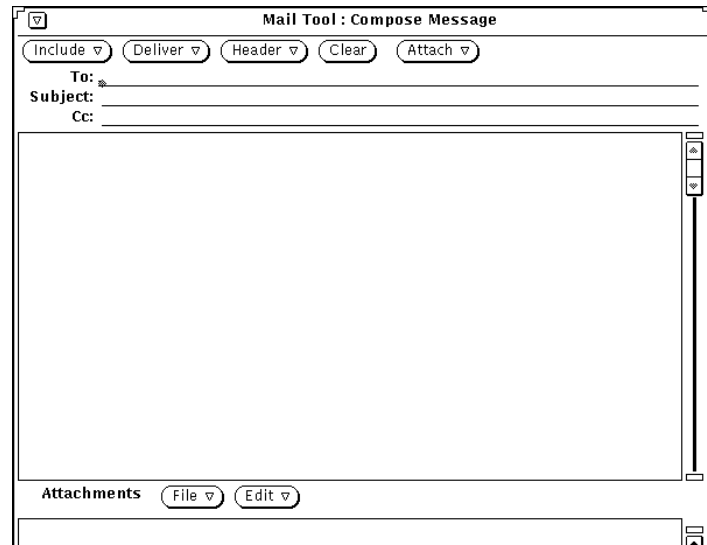 Mail Tool : Compose Message
Include Deliver Header Clear Attach
To:
Subject:
Cc:
Attachments File Edit